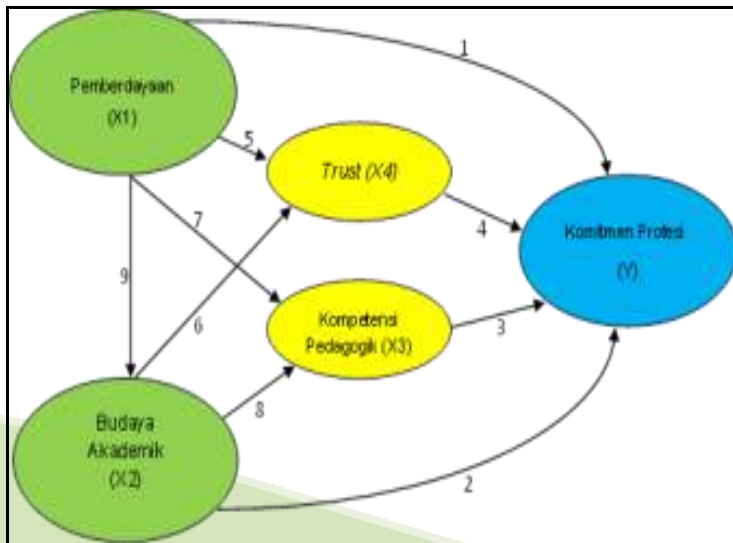 Pemberdayaan
(X1)
1
5
Trust (X4)
7
4
Komitmen Profesi
(Y)
9
6
Kompetensi
Pedagogik (X3)
3
8
Budaya
Akademik
(X2)
2